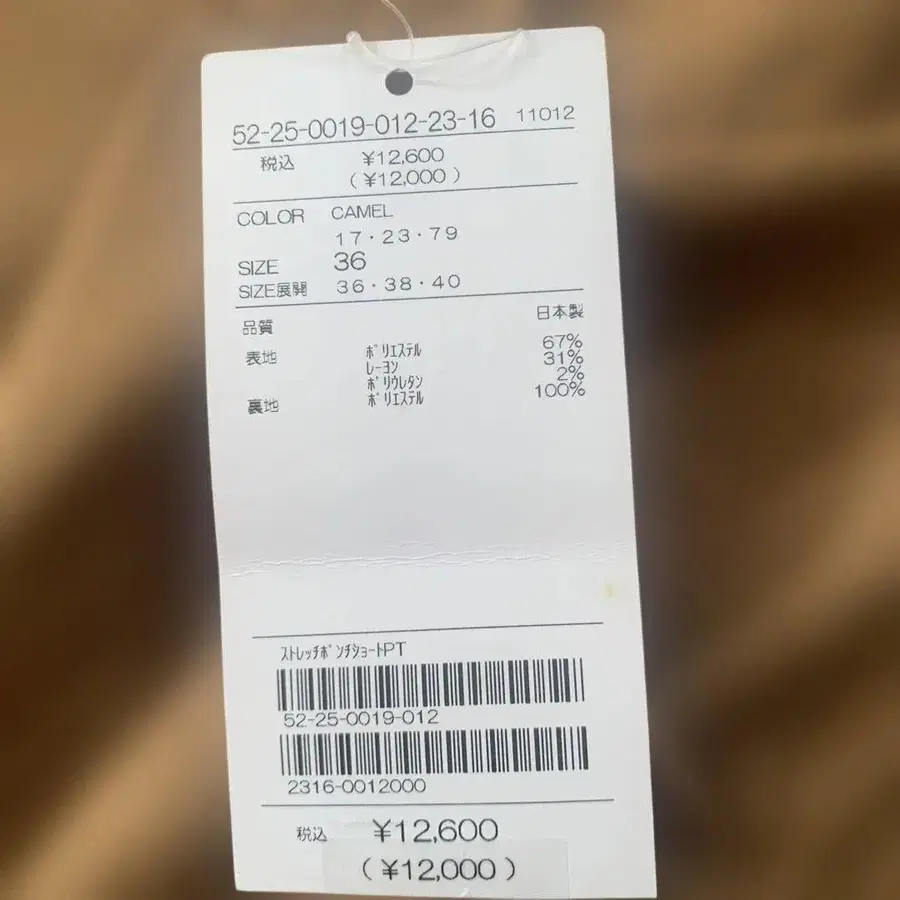 52-25-0019-012-23-16 11012
税込 ¥12,600
(¥12,000)
COLOR CAMEL
17・23・79
SIZE 36
SIZE展開 36・38・40
品質 日本製
表地 ポリエステル 67%
レーヨン 31%
ポリウレタン 2%
裏地 ポリエステル 100%
ストレッチポンチショートPT
52-25-0019-012
2316-0012000
税込 ¥12,600
(¥12,000)